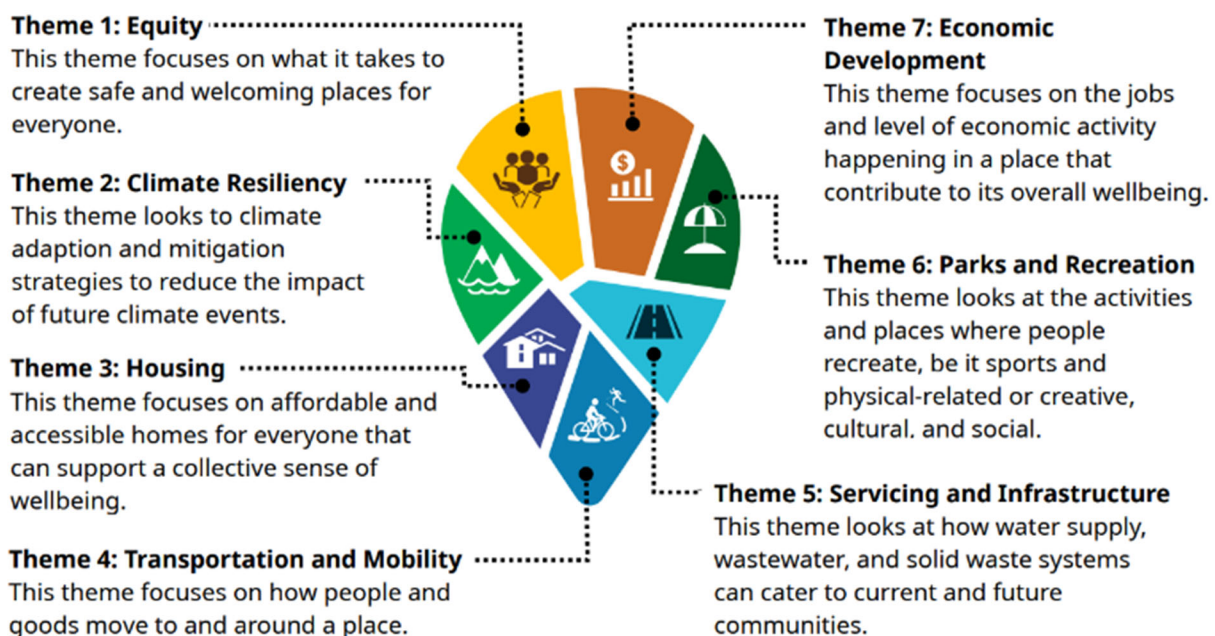 Theme 1: Equity
This theme focuses on what it takes to
create safe and welcoming places for
everyone.
Theme 2: Climate Resiliency
This theme looks to climate
adaption and mitigation
strategies to reduce the impact
of future climate events.
Theme 3: Housing
This theme focuses on affordable and
accessible homes for everyone that
can support a collective sense of
wellbeing.
Theme 4: Transportation and Mobility
This theme focuses on how people and
goods move to and around a place.
Theme 7: Economic
Development
This theme focuses on the jobs
and level of economic activity
happening in a place that
contribute to its overall wellbeing.
Theme 6: Parks and Recreation
This theme looks at the activities
and places where people
recreate, be it sports and
physical-related or creative,
cultural. and social.
Theme 5: Servicing and Infrastructure
This theme looks at how water supply,
wastewater, and solid waste systems
can cater to current and future
communities.
$